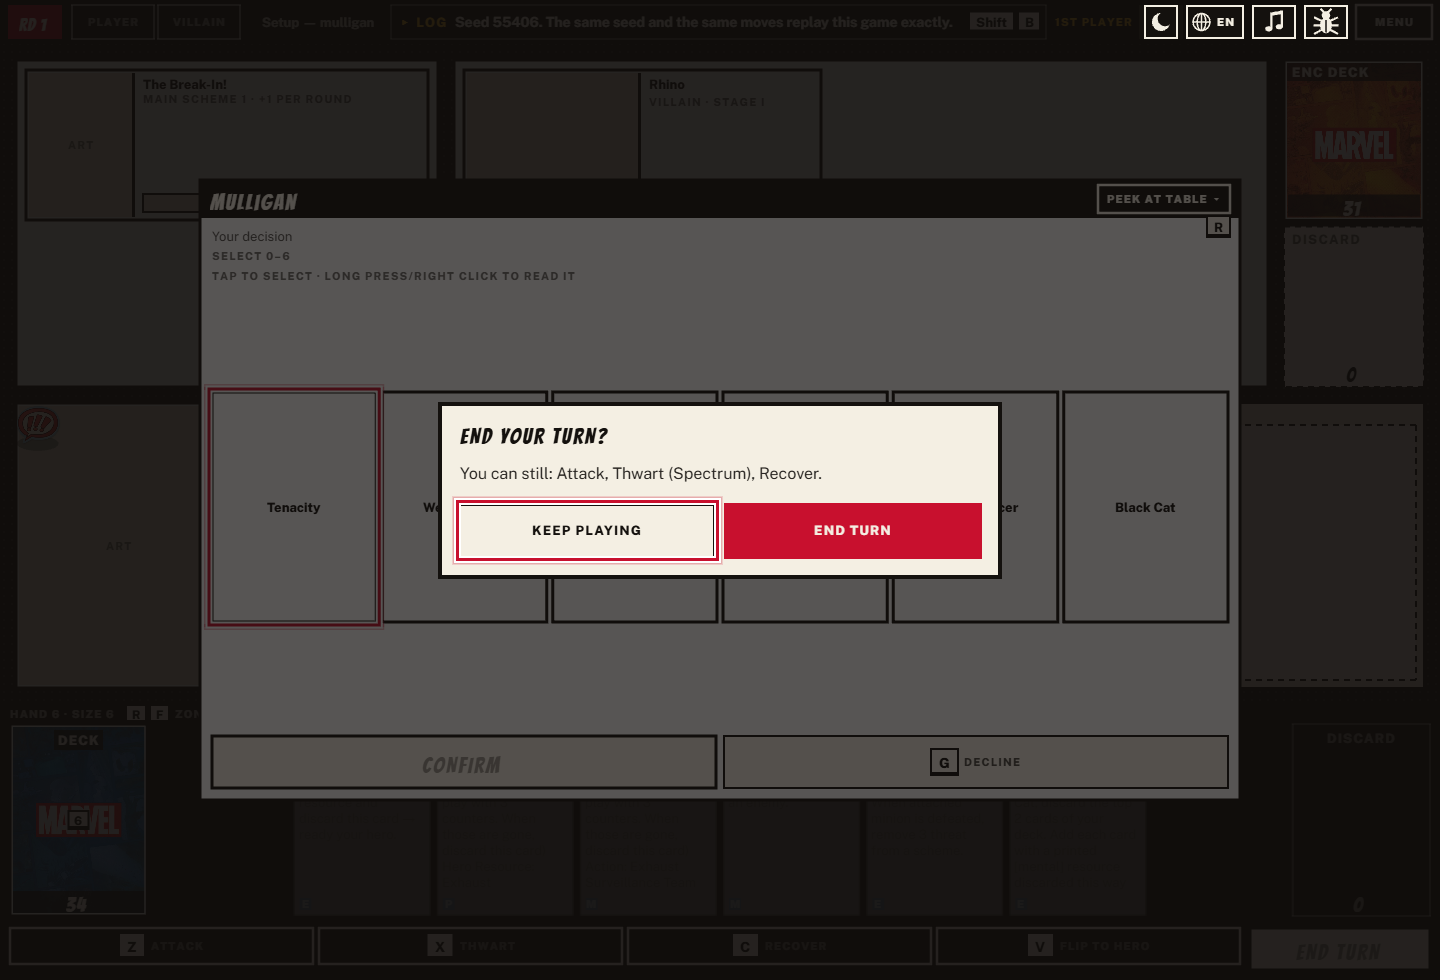 RD 1
PLAYER
VILLAIN
Setup — mulligan
▸ LOG Seed 55406. The same seed and the same moves replay this game exactly. Shift B
1ST PLAYER
EN
MENU
The Break-In!
MAIN SCHEME 1 · +1 PER ROUND
ART
Rhino
VILLAIN · STAGE I
ENC DECK
MARVEL
31
DISCARD
0
MULLIGAN
PEEK AT TABLE
R
Your decision
SELECT 0–6
TAP TO SELECT · LONG PRESS/RIGHT CLICK TO READ IT
Tenacity
Black Cat
END YOUR TURN?
You can still: Attack, Thwart (Spectrum), Recover.
KEEP PLAYING
END TURN
ART
CONFIRM
G DECLINE
HAND 6 · SIZE 6 R F
DECK
MARVEL
6
34
DISCARD
0
Z ATTACK
X THWART
C RECOVER
V FLIP TO HERO
END TURN